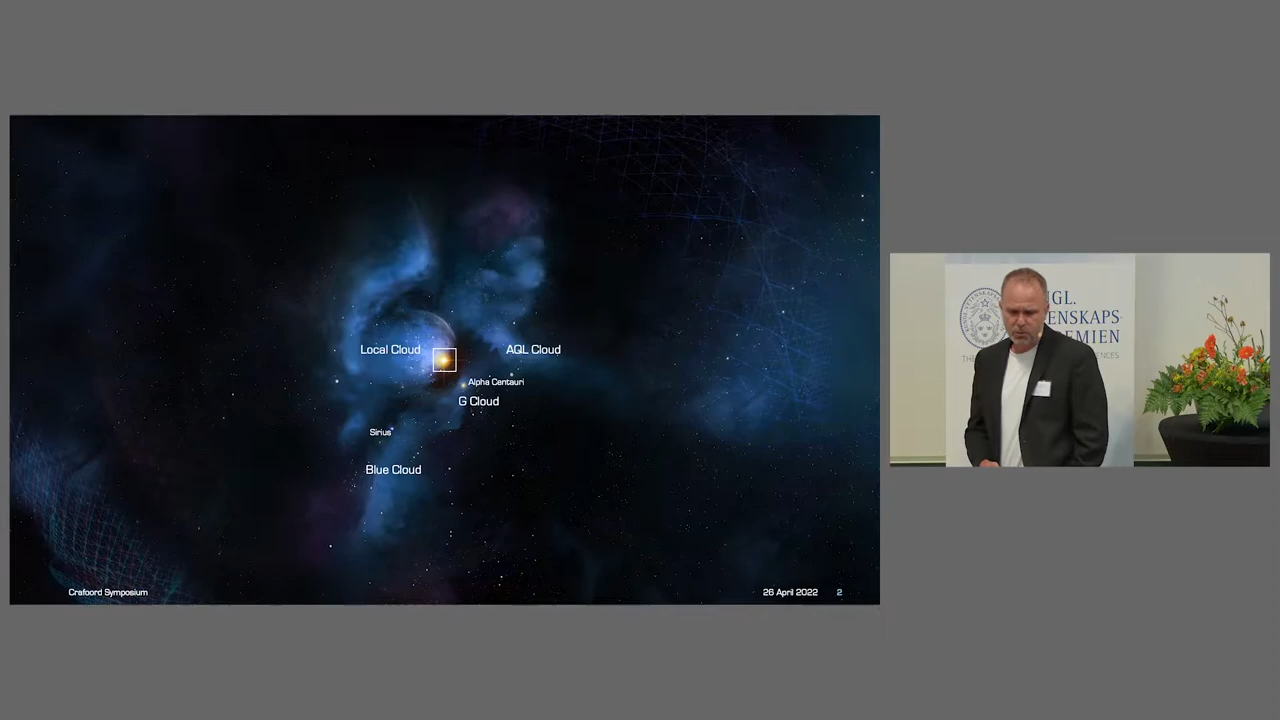 Local Cloud
AQL Cloud
Alpha Centauri
G Cloud
Sirius
Blue Cloud
Crafoord Symposium
26 April 2022
2
GL.
ENSKAPS-
EMIEN